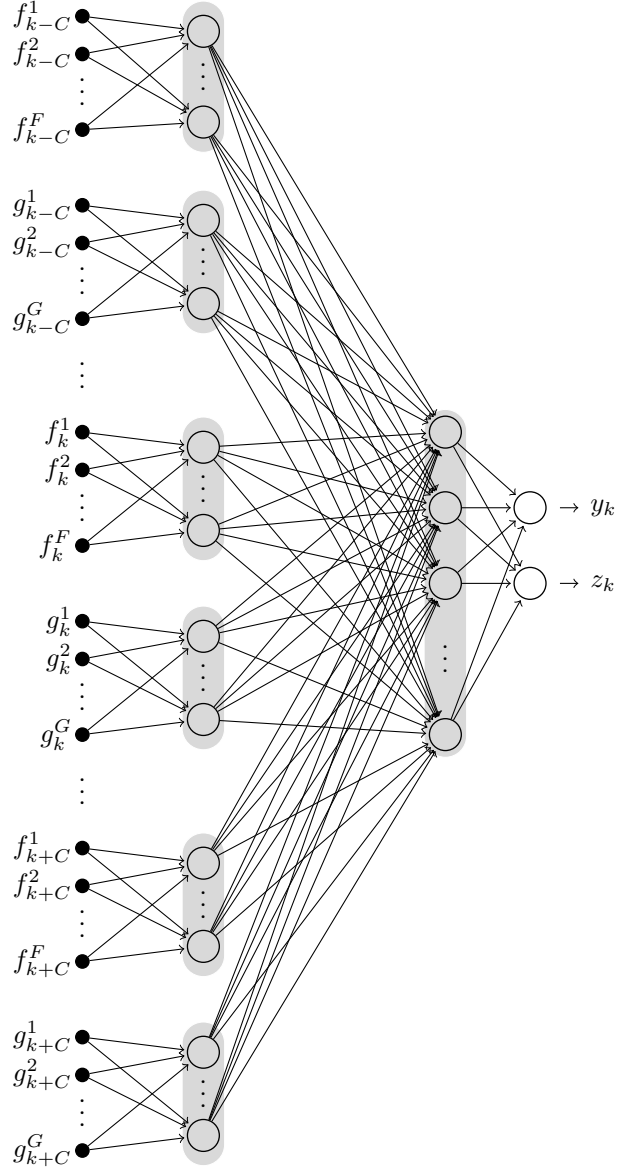 f^1_{k−C}
f^2_{k−C}
⋮
f^F_{k−C}
g^1_{k−C}
g^2_{k−C}
⋮
g^G_{k−C}
⋮
f^1_k
f^2_k
⋮
f^F_k
y_k
z_k
g^1_k
g^2_k
⋮
g^G_k
⋮
f^1_{k+C}
f^2_{k+C}
⋮
f^F_{k+C}
g^1_{k+C}
g^2_{k+C}
⋮
g^G_{k+C}